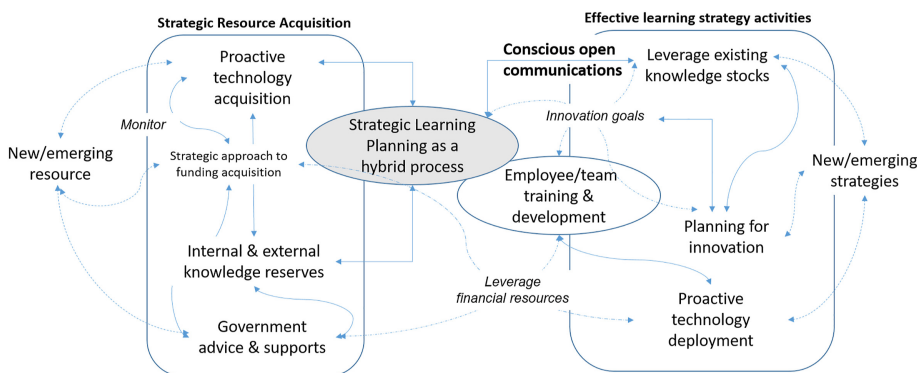 Strategic Resource Acquisition
Effective learning strategy activities
Proactive
technology
acquisition
Conscious open
communications
Leverage existing
knowledge stocks
Monitor
Innovation goals
Strategic Learning
Planning as a
hybrid process
New/emerging
resource
Strategic approach to
funding acquisition
Employee/team
training &
development
New/emerging
strategies
Planning for
innovation
Internal & external
knowledge reserves
Leverage
financial resources
Government
advice & supports
Proactive
technology
deployment